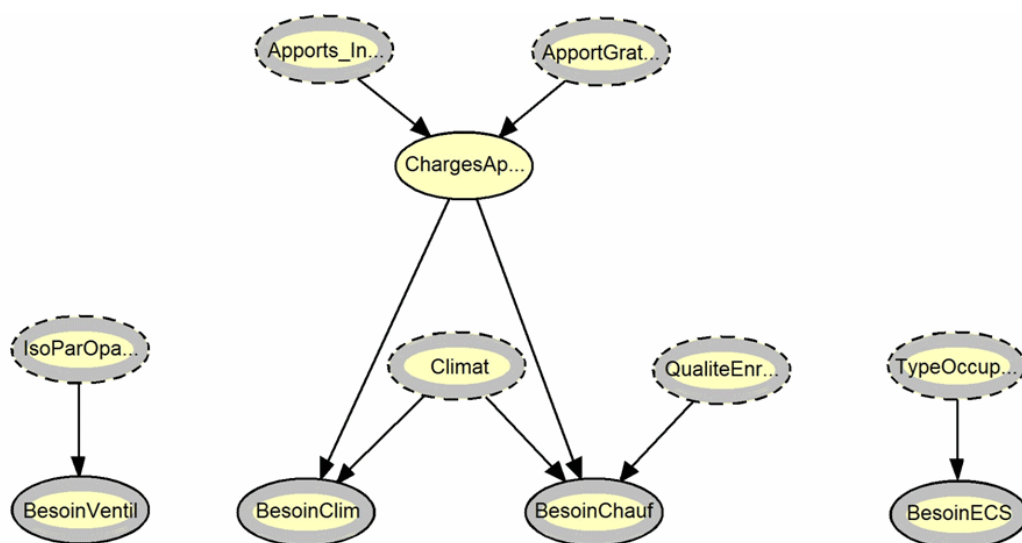 Apports_In...
ApportGrat...
ChargesAp...
IsoParOpa...
Climat
QualiteEnr...
TypeOccup...
BesoinVentil
BesoinClim
BesoinChauf
BesoinECS